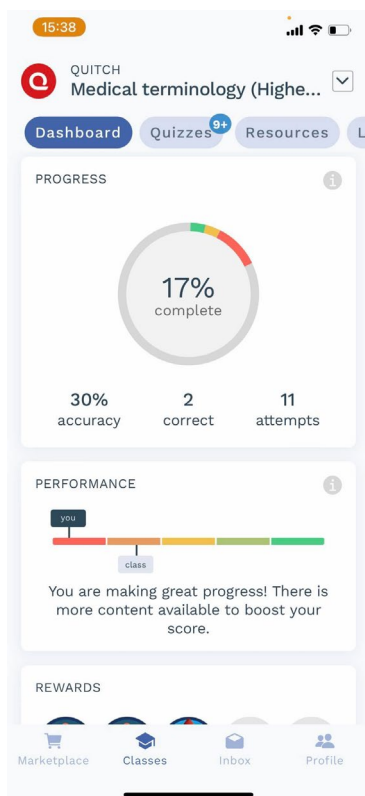 15:38
QUITCH
Medical terminology (Highe...
Dashboard
Quizzes
9+
Resources
L
PROGRESS
i
17%
complete
30%
accuracy
2
correct
11
attempts
PERFORMANCE
i
you
class
You are making great progress! There is
more content available to boost your
score.
REWARDS
Marketplace
Classes
Inbox
Profile